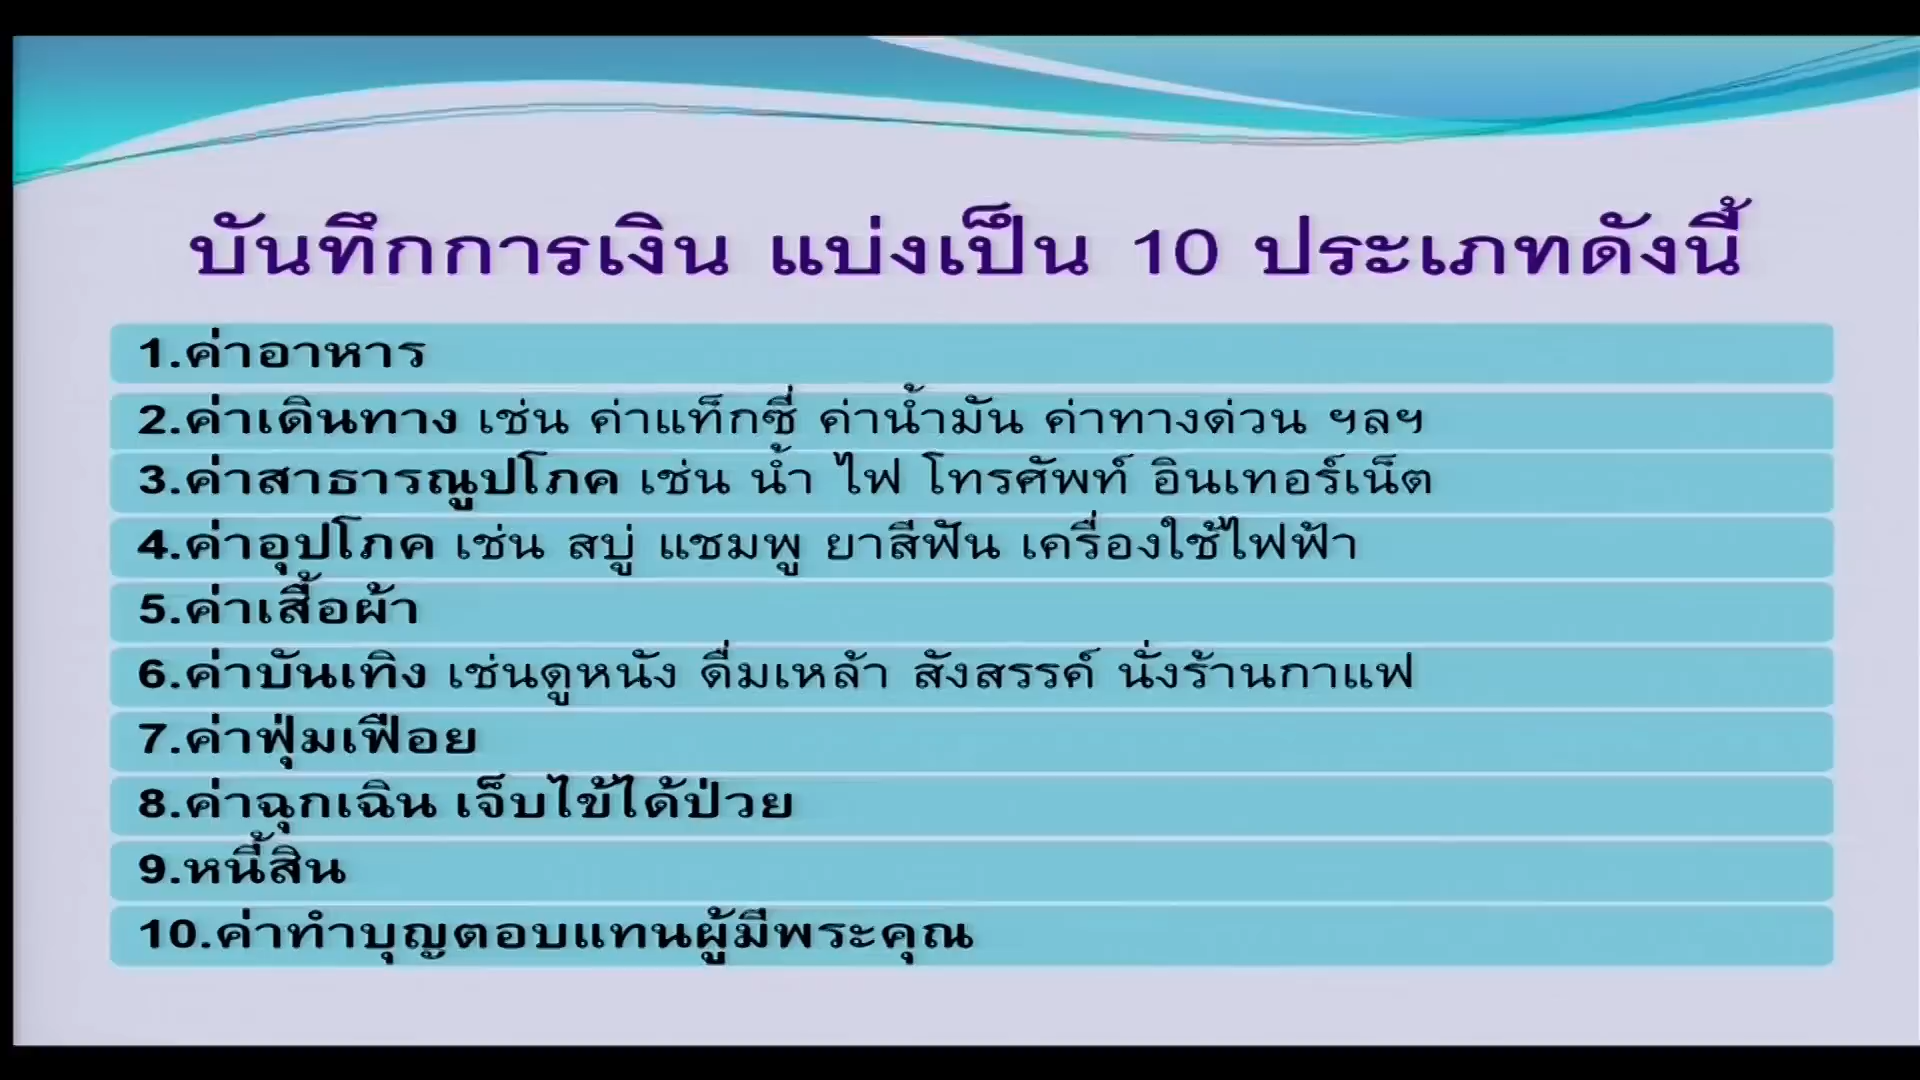 บันทึกการเงิน แบ่งเป็น 10 ประเภทดังนี้
1.ค่าอาหาร
2.ค่าเดินทาง เช่น ค่าแท็กซี่ ค่าน้ำมัน ค่าทางด่วน ฯลฯ
3.ค่าสาธารณูปโภค เช่น น้ำ ไฟ โทรศัพท์ อินเทอร์เน็ต
4.ค่าอุปโภค เช่น สบู่ แชมพู ยาสีฟัน เครื่องใช้ไฟฟ้า
5.ค่าเสื้อผ้า
6.ค่าบันเทิง เช่นดูหนัง ดื่มเหล้า สังสรรค์ นั่งร้านกาแฟ
7.ค่าฟุ่มเฟือย
8.ค่าฉุกเฉิน เจ็บไข้ได้ป่วย
9.หนี้สิน
10.ค่าทำบุญตอบแทนผู้มีพระคุณ